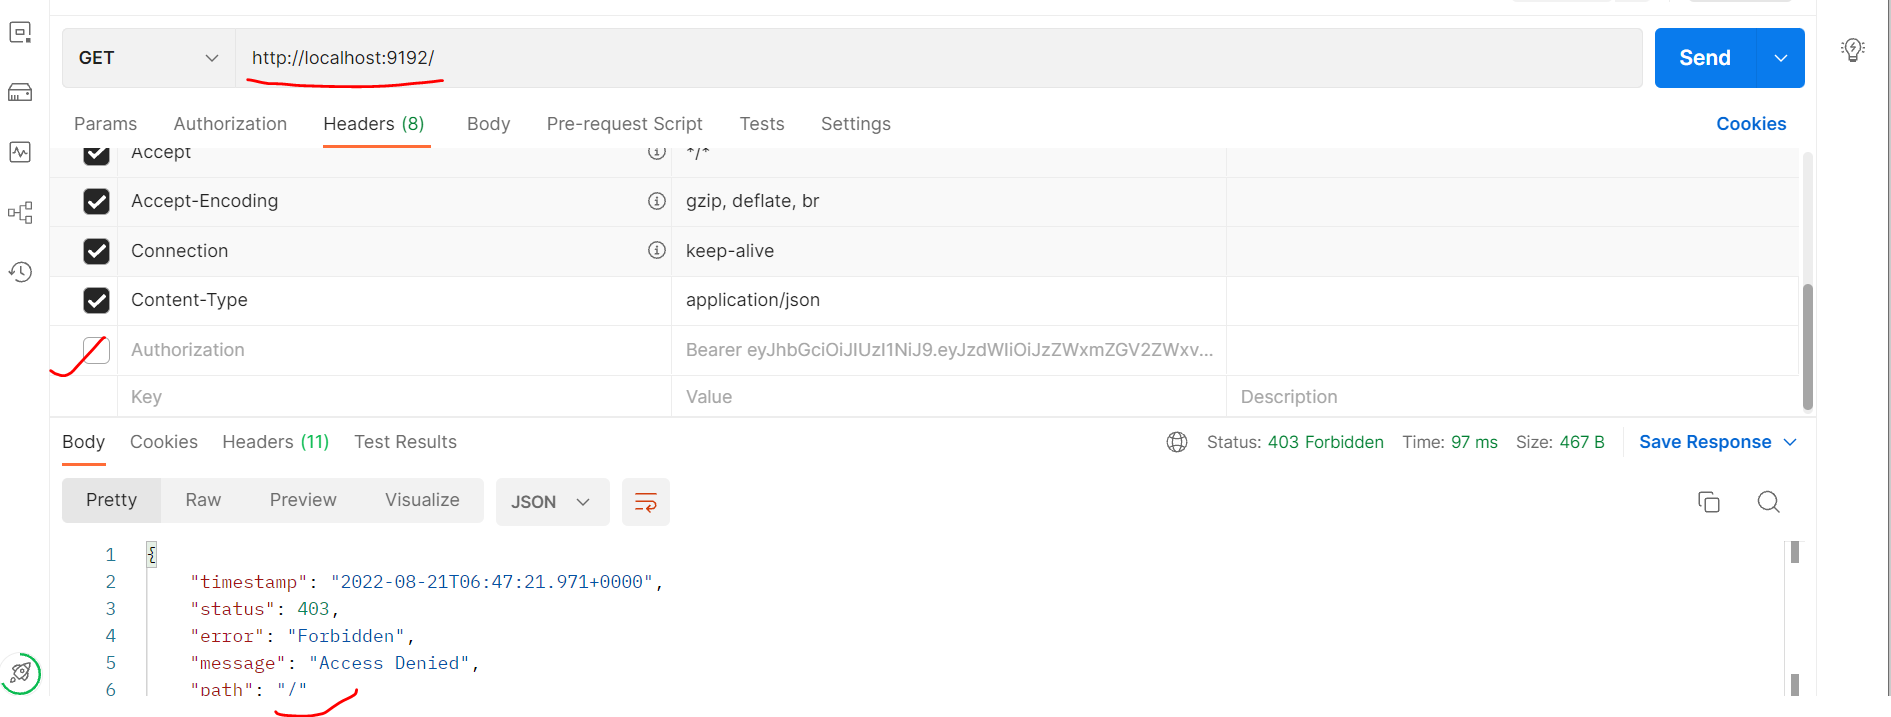 GET http://localhost:9192/ Send
Params Authorization Headers (8) Body Pre-request Script Tests Settings Cookies
Accept */*
Accept-Encoding gzip, deflate, br
Connection keep-alive
Content-Type application/json
Authorization Bearer eyJhbGciOiJIUzI1NiJ9.eyJzdWIiOiJzZWxmZGV2ZWxv...
Key Value Description
Body Cookies Headers (11) Test Results Status: 403 Forbidden Time: 97 ms Size: 467 B Save Response
Pretty Raw Preview Visualize JSON
1 {
2 "timestamp": "2022-08-21T06:47:21.971+0000",
3 "status": 403,
4 "error": "Forbidden",
5 "message": "Access Denied",
6 "path": "/"